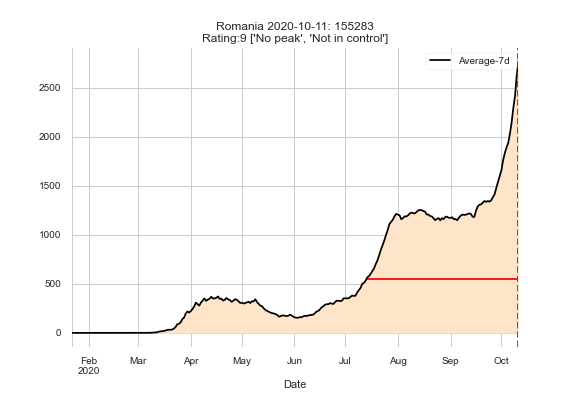 Romania 2020-10-11: 155283
Rating:9 ['No peak', 'Not in control']
Average-7d
2500
2000
1500
1000
500
0
Feb Mar Apr May Jun Jul Aug Sep Oct
2020
Date